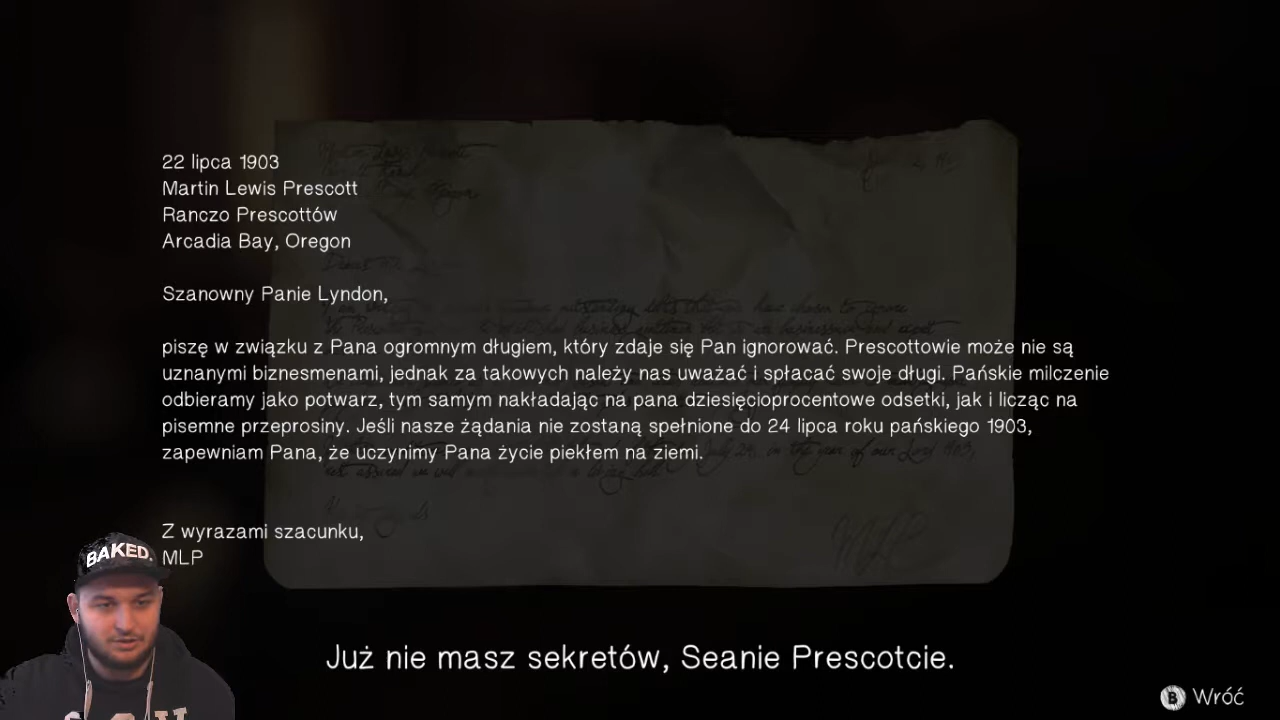 22 lipca 1903
Martin Lewis Prescott
Ranczo Prescottów
Arcadia Bay, Oregon
Szanowny Panie Lyndon,
piszę w związku z Pana ogromnym długiem, który zdaje się Pan ignorować. Prescottowie może nie są
uznanymi biznesmenami, jednak za takowych należy nas uważać i spłacać swoje długi. Pańskie milczenie
odbieramy jako potwarz, tym samym nakładając na pana dziesięcioprocentowe odsetki, jak i licząc na
pisemne przeprosiny. Jeśli nasze żądania nie zostaną spełnione do 24 lipca roku pańskiego 1903,
zapewniam Pana, że uczynimy Pana życie piekłem na ziemi.
Z wyrazami szacunku,
MLP
BAKED.
Już nie masz sekretów, Seanie Prescotcie.
B Wróć